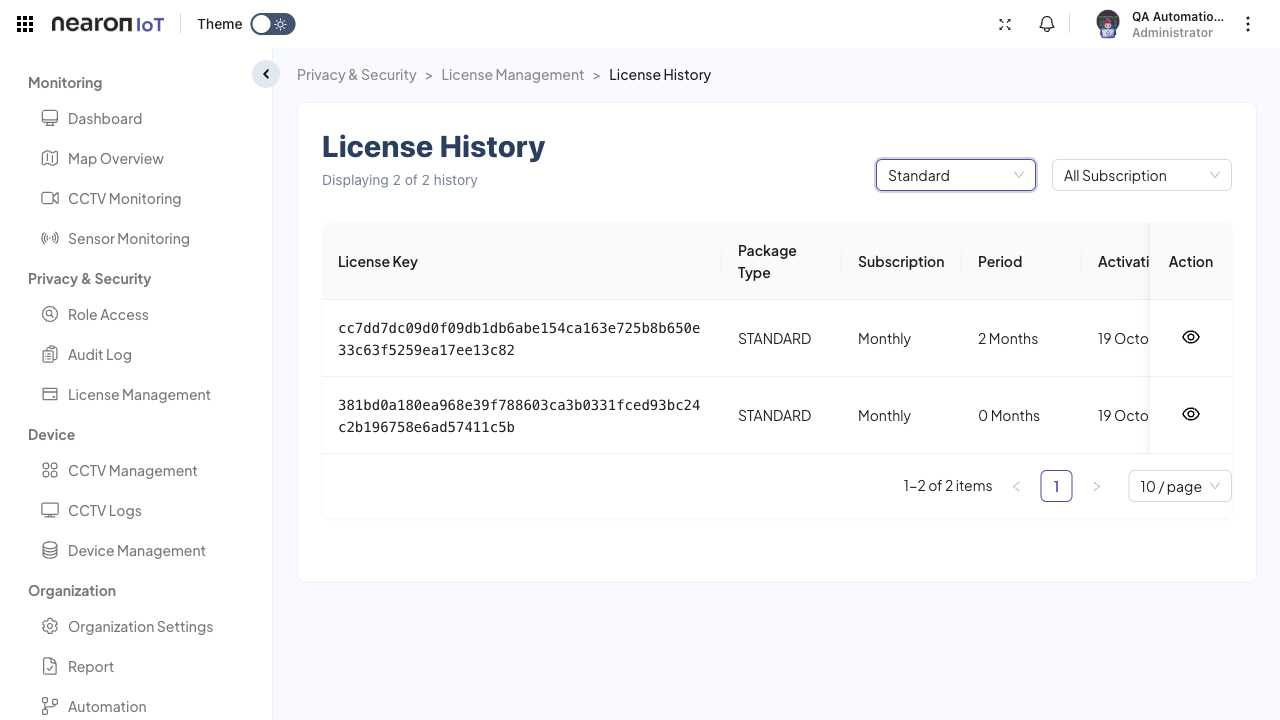 nearon IoT
Theme
QA Automatio...
Administrator
Monitoring
Dashboard
Map Overview
CCTV Monitoring
Sensor Monitoring
Privacy & Security
Role Access
Audit Log
License Management
Device
CCTV Management
CCTV Logs
Device Management
Organization
Organization Settings
Report
Automation
Privacy & Security > License Management > License History
License History
Displaying 2 of 2 history
Standard
All Subscription
License Key
Package
Type
Subscription
Period
Activati
Action
cc7dd7dc09d0f09db1db6abe154ca163e725b8b650e
33c63f5259ea17ee13c82
STANDARD
Monthly
2 Months
19 Octo
381bd0a180ea968e39f788603ca3b0331fced93bc24
c2b196758e6ad57411c5b
STANDARD
Monthly
0 Months
19 Octo
1-2 of 2 items
1
10 / page